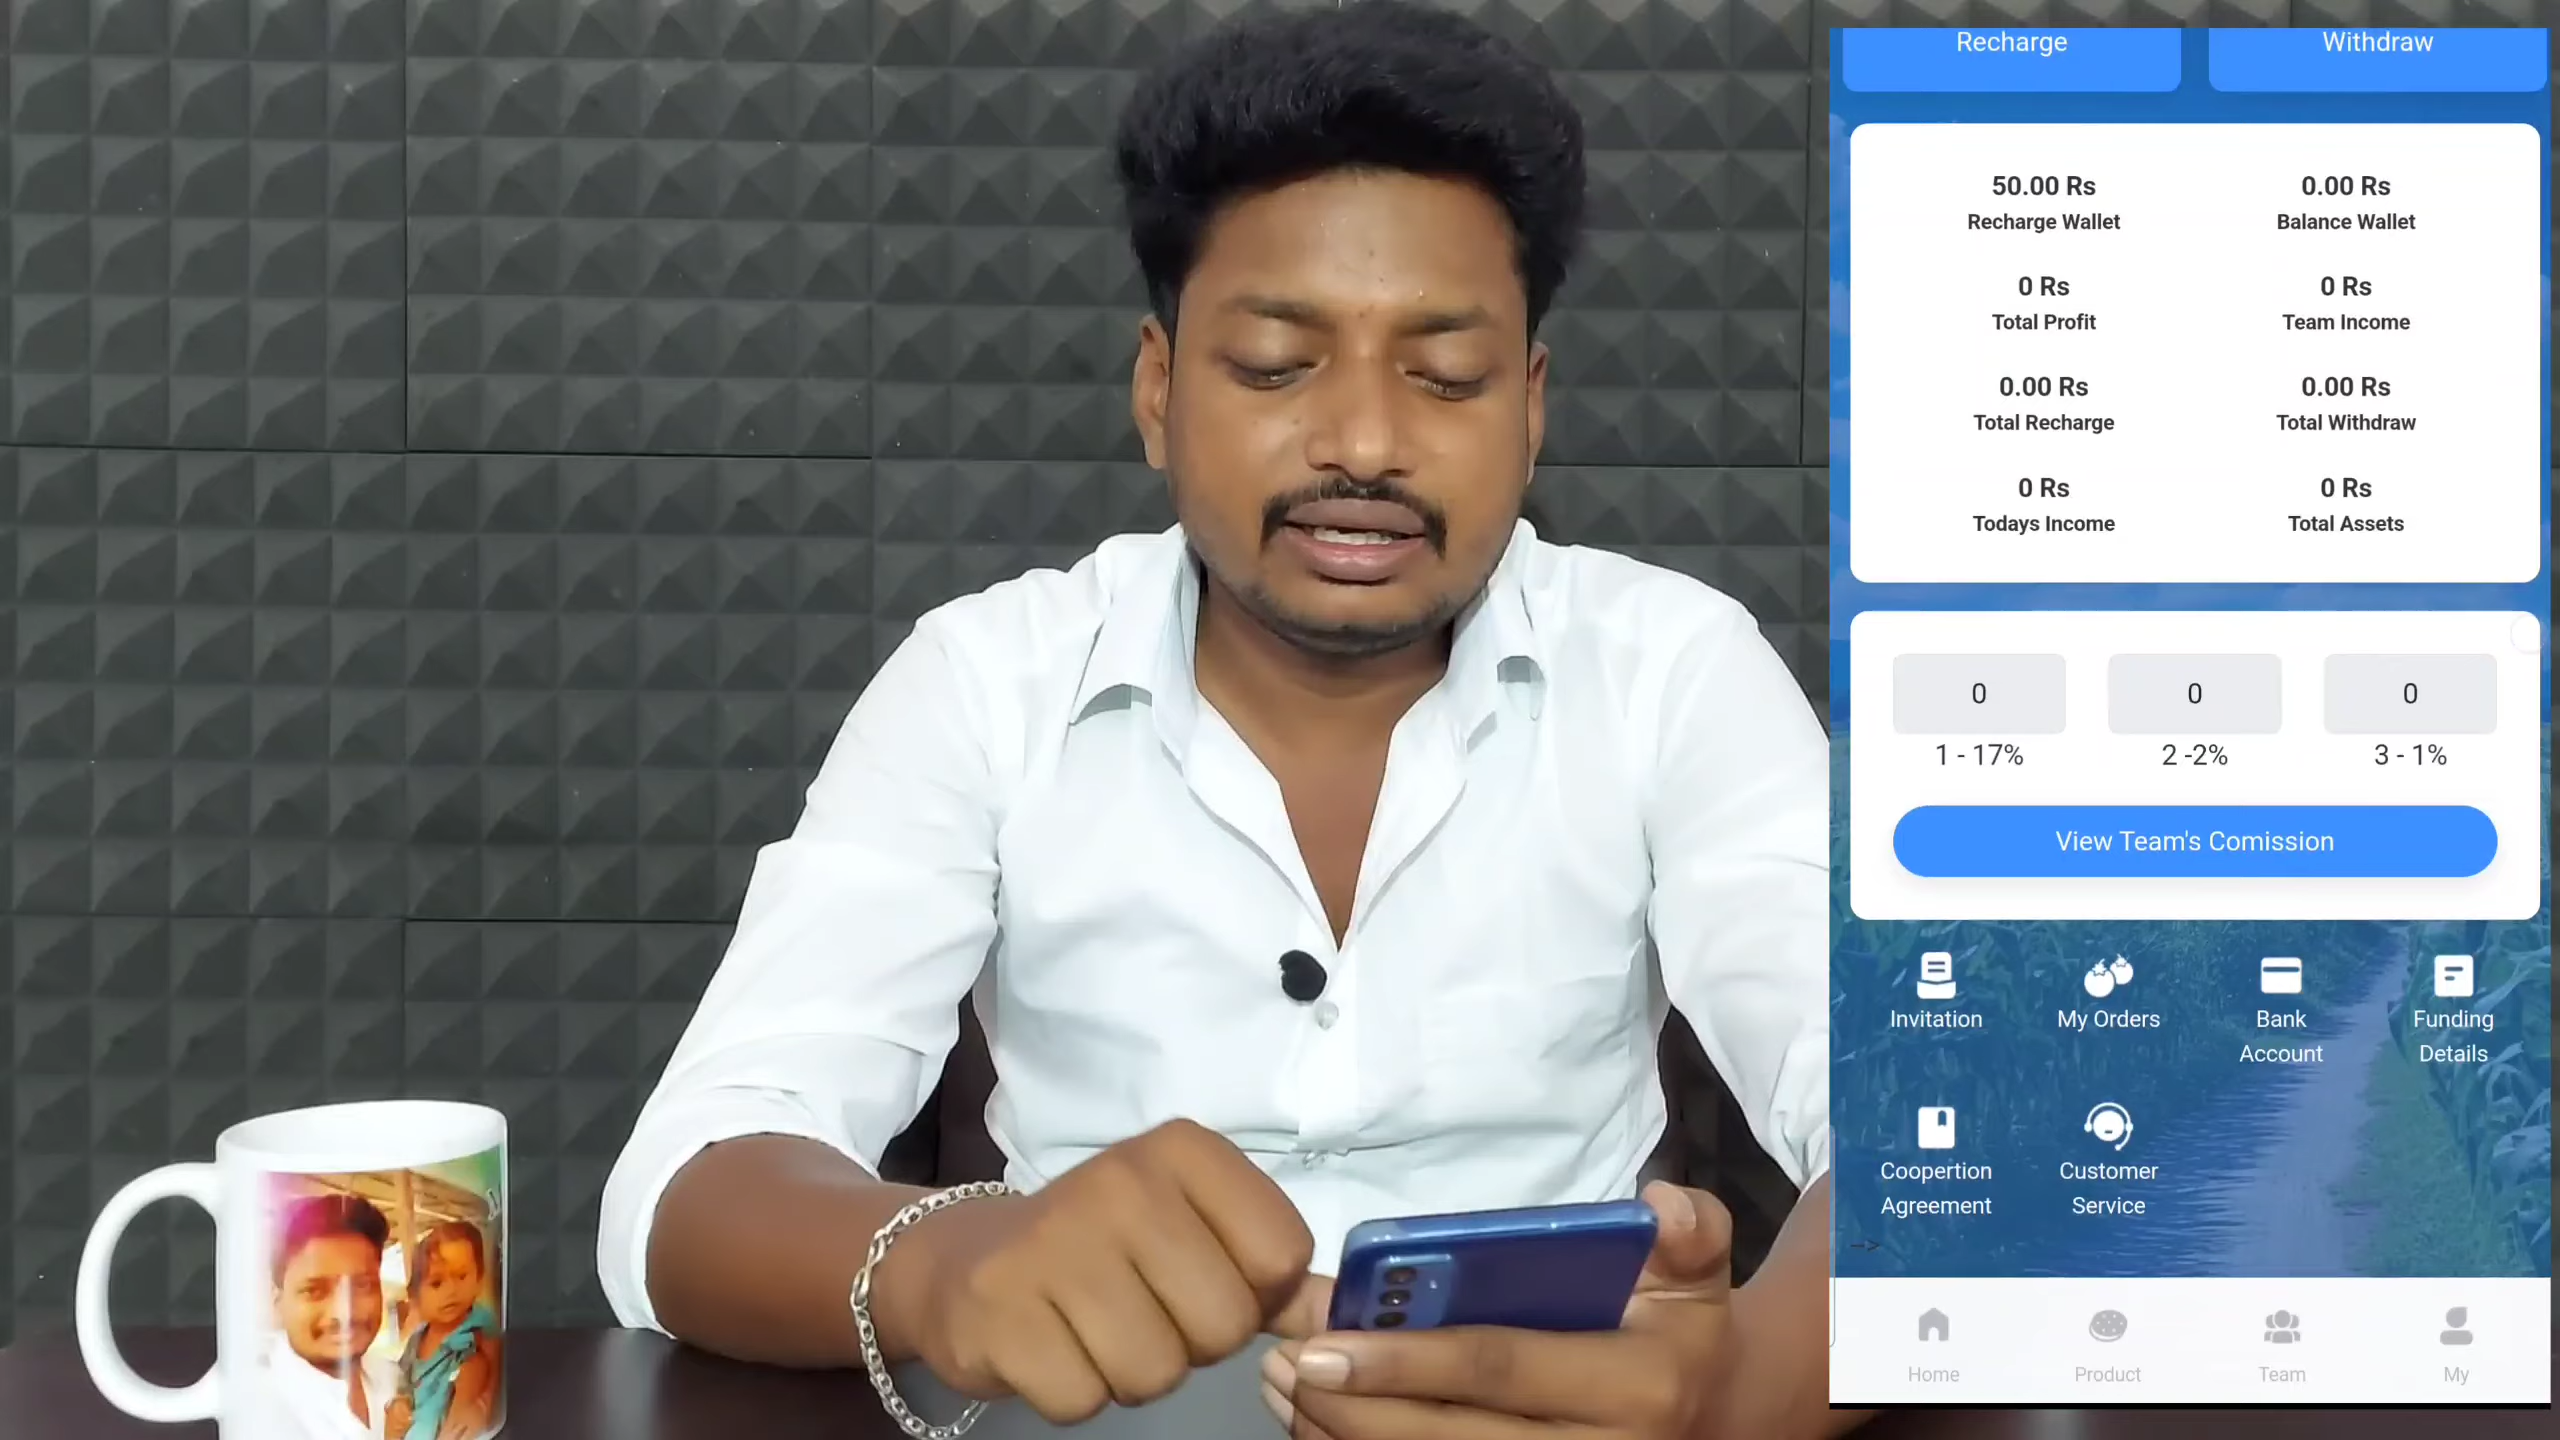 Recharge Withdraw
50.00 Rs 0.00 Rs
Recharge Wallet Balance Wallet
0 Rs 0 Rs
Total Profit Team Income
0.00 Rs 0.00 Rs
Total Recharge Total Withdraw
0 Rs 0 Rs
Todays Income Total Assets
0 0 0
1 - 17% 2 -2% 3 - 1%
View Team's Comission
Invitation My Orders Bank Account Funding Details
Coopertion Agreement Customer Service
-->
Home Product Team My